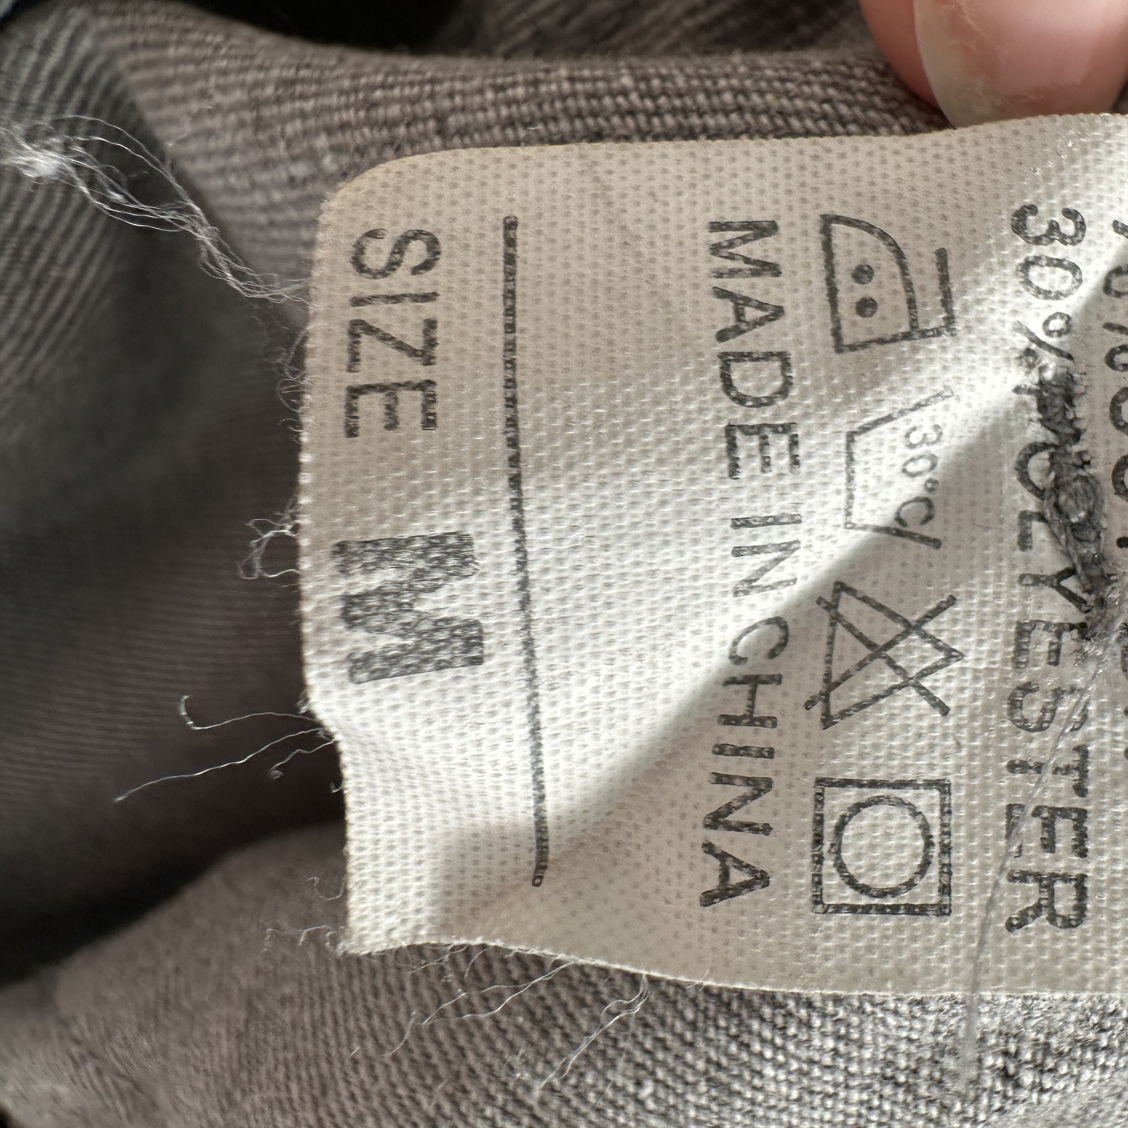 30% POLYESTER
30°C
MADE IN CHINA
SIZE M